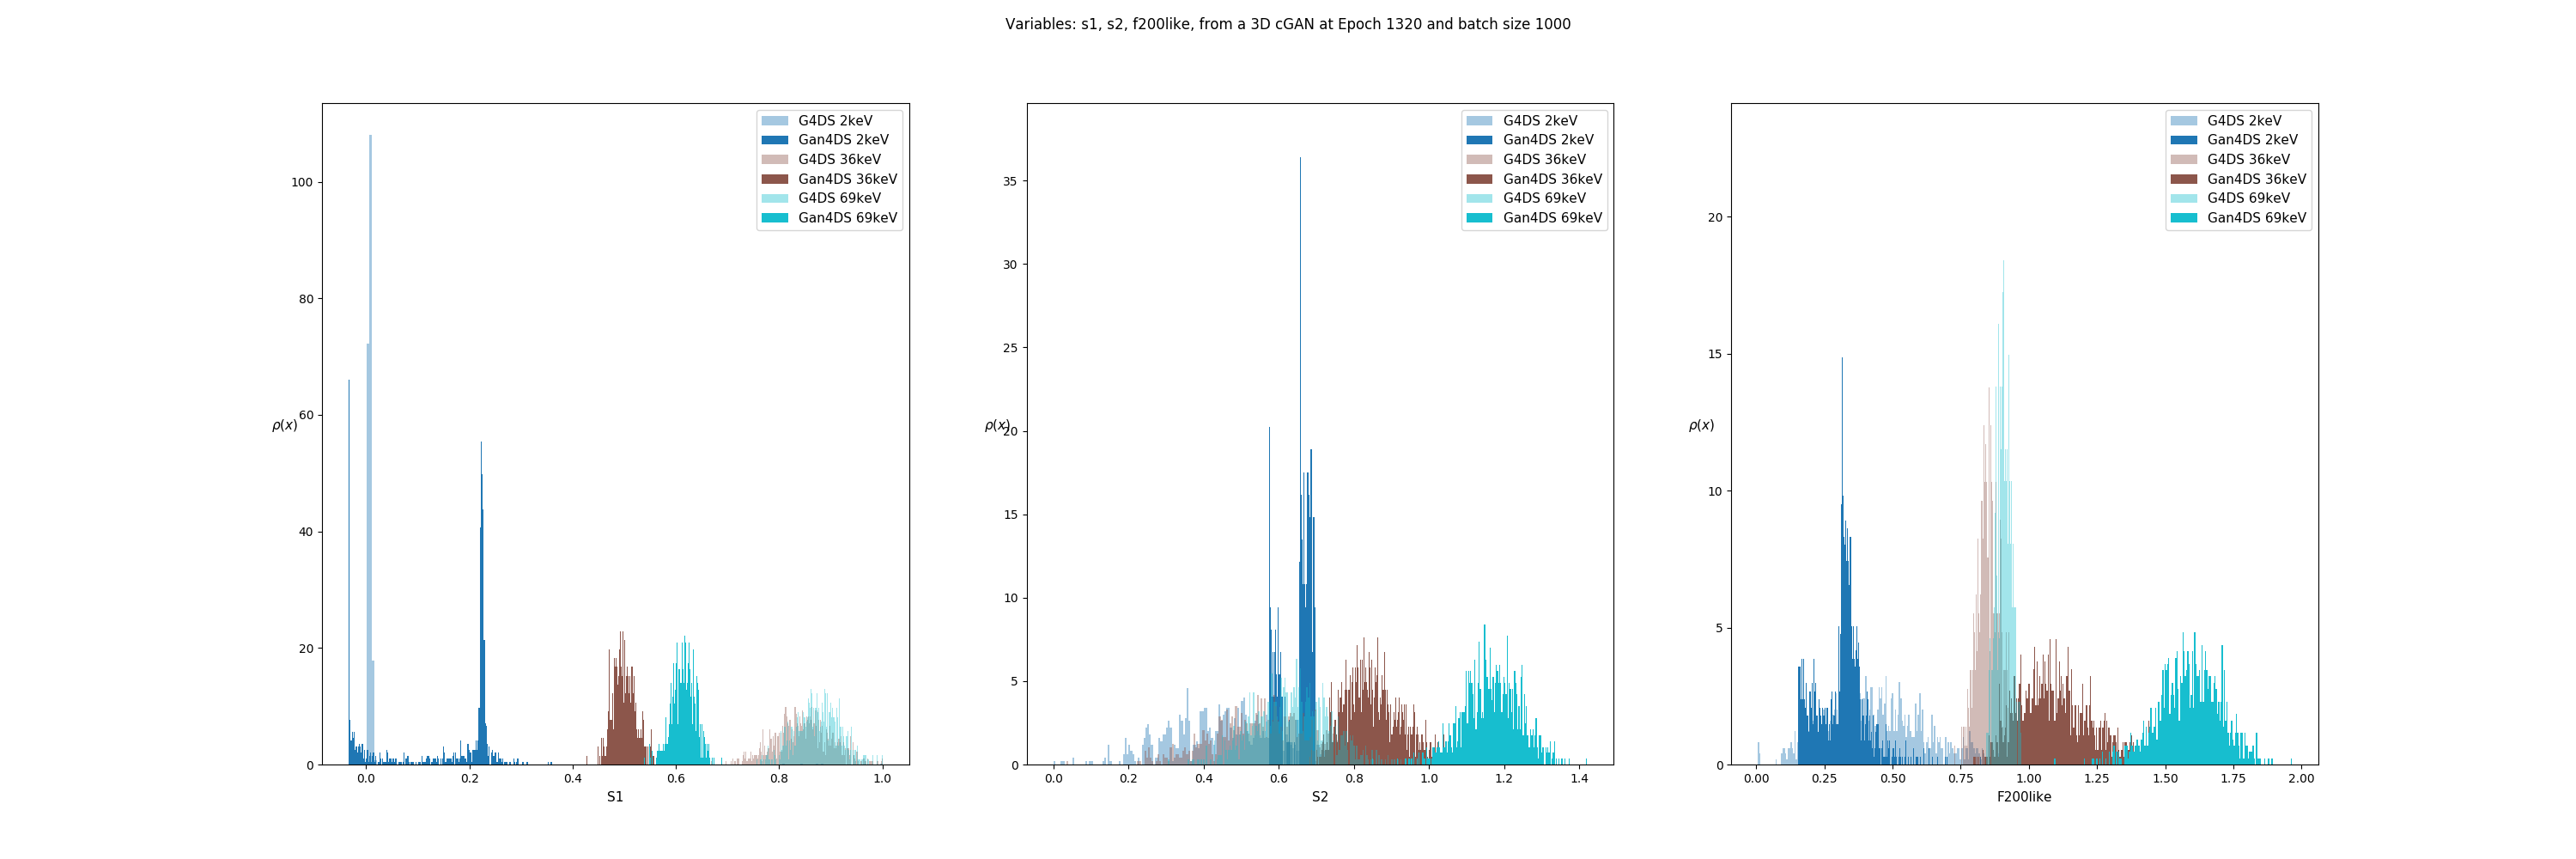 Variables: s1, s2, f200like, from a 3D cGAN at Epoch 1320 and batch size 1000
G4DS 2keV
Gan4DS 2keV
G4DS 36keV
Gan4DS 36keV
G4DS 69keV
Gan4DS 69keV
100
80
60
40
20
0
ρ(x)
0.0 0.2 0.4 0.6 0.8 1.0
S1
G4DS 2keV
Gan4DS 2keV
G4DS 36keV
Gan4DS 36keV
G4DS 69keV
Gan4DS 69keV
35
30
25
20
15
10
5
0
ρ(x)
0.0 0.2 0.4 0.6 0.8 1.0 1.2 1.4
S2
G4DS 2keV
Gan4DS 2keV
G4DS 36keV
Gan4DS 36keV
G4DS 69keV
Gan4DS 69keV
20
15
10
5
0
ρ(x)
0.00 0.25 0.50 0.75 1.00 1.25 1.50 1.75 2.00
F200like